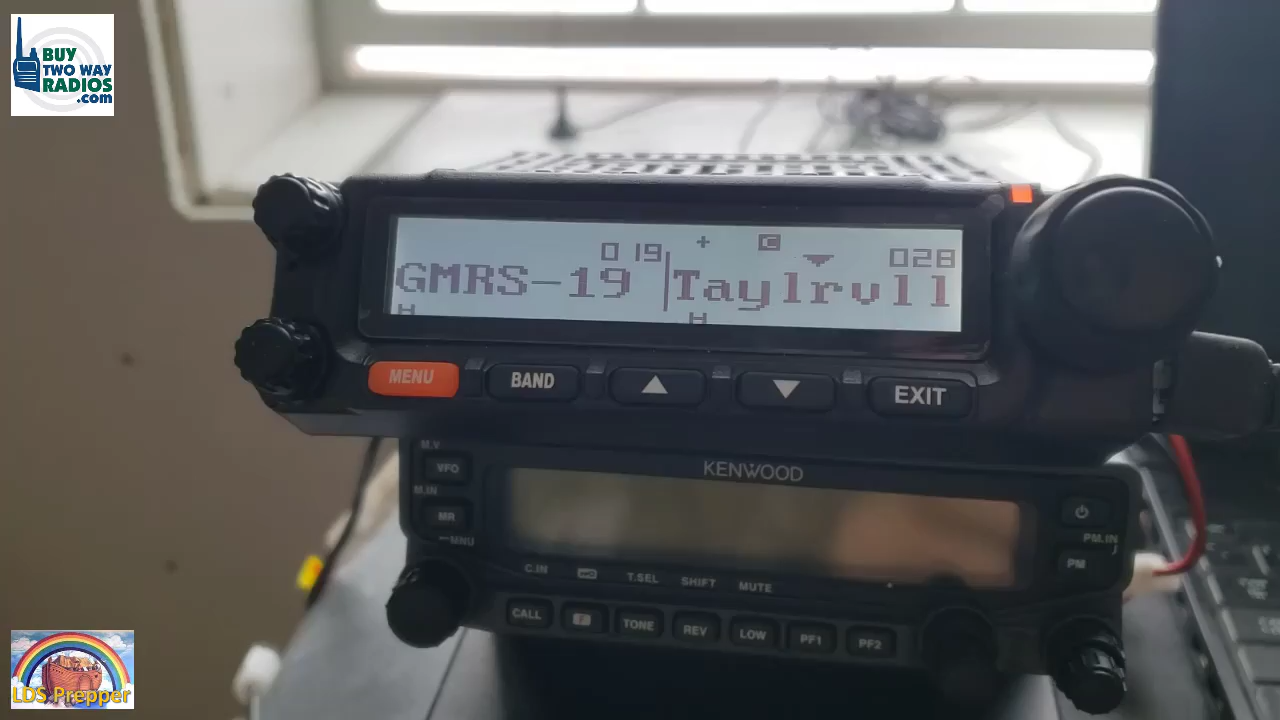 BUY
TWO WAY
RADIOS
.com
019 + C 028
GMRS-19 Taylrvll
H H
MENU BAND EXIT
KENWOOD
M.V
VFO
M.IN
MR
MNU
PM.IN
PM
C.IN T.SEL SHIFT MUTE
CALL F TONE REV LOW PF1 PF2
LDS Prepper